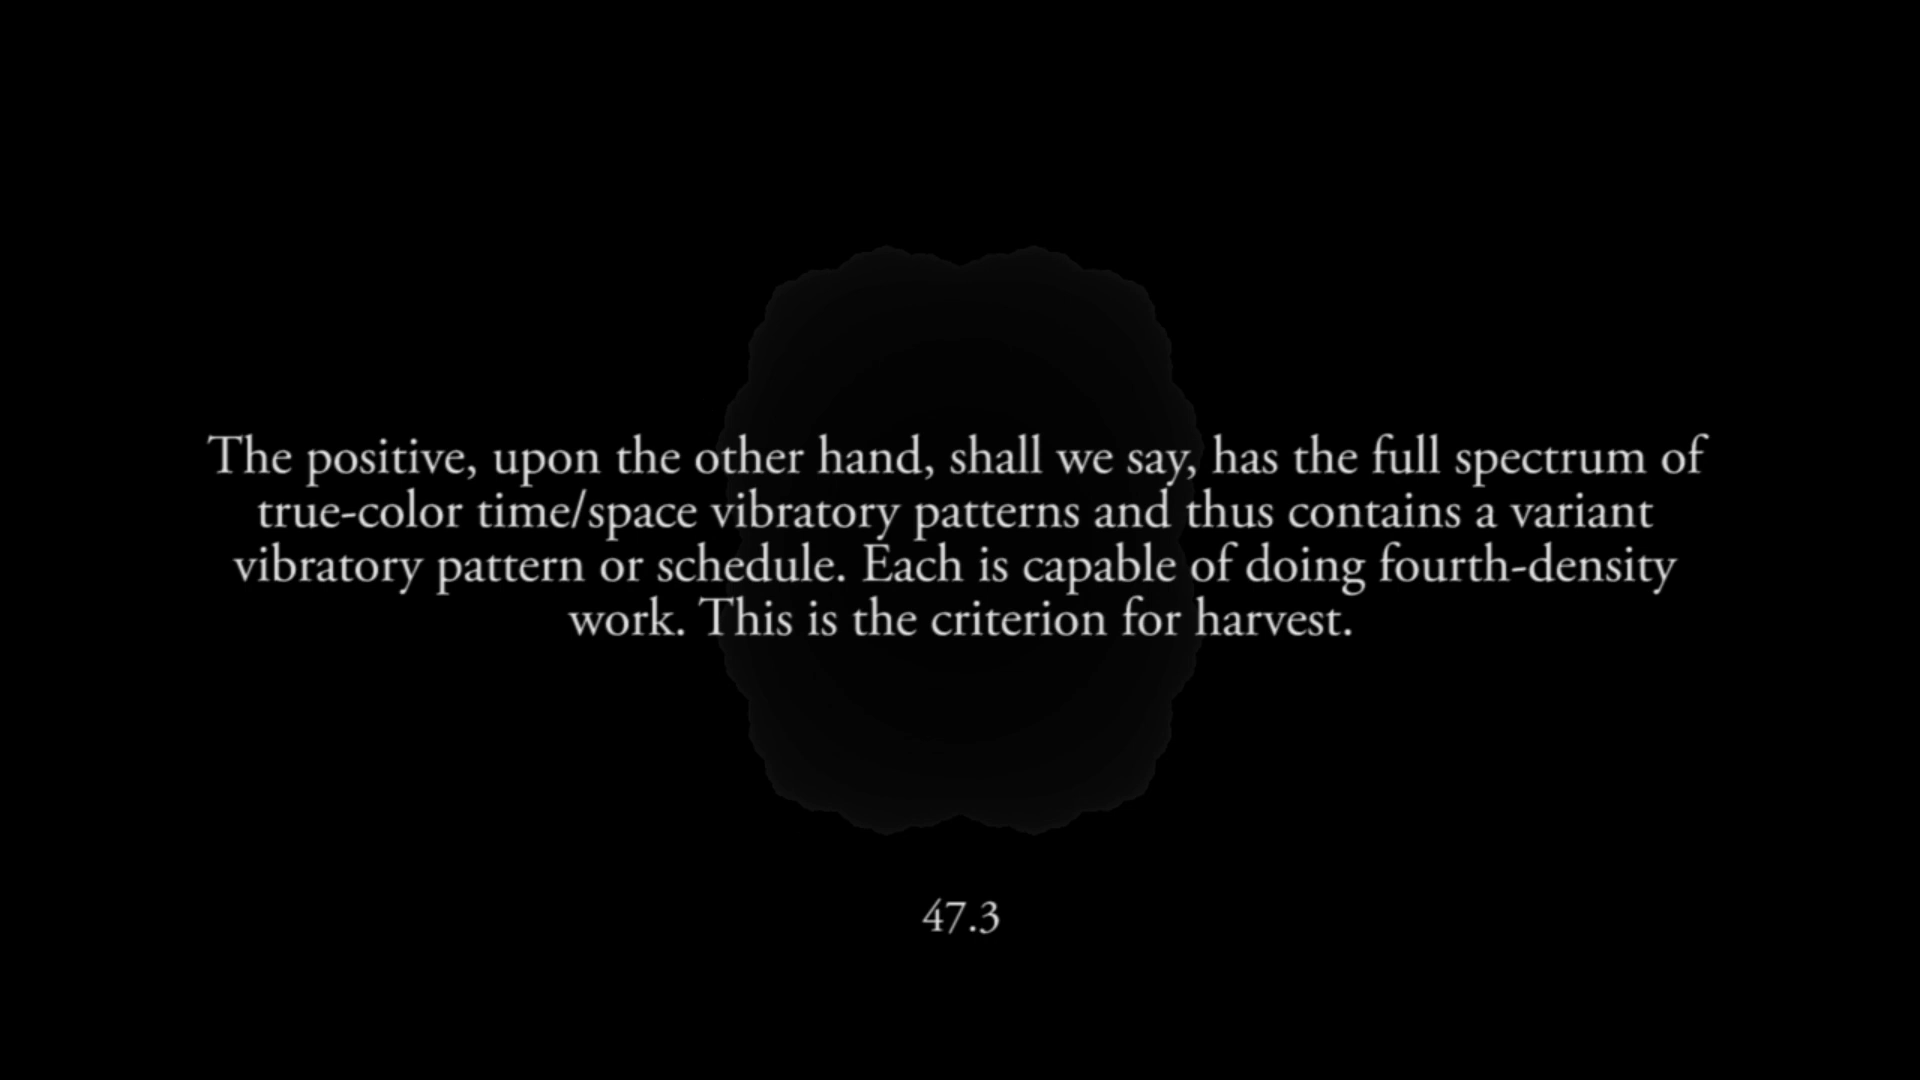 The positive, upon the other hand, shall we say, has the full spectrum of
true-color time/space vibratory patterns and thus contains a variant
vibratory pattern or schedule. Each is capable of doing fourth-density
work. This is the criterion for harvest.
47.3